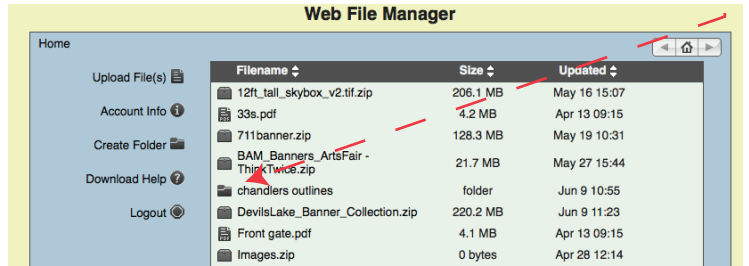 Web File Manager
Home
Upload File(s)
Account Info
Create Folder
Download Help
Logout
Filename Size Updated
12ft_tall_skybox_v2.tif.zip 206.1 MB May 16 15:07
33s.pdf 4.2 MB Apr 13 09:15
711banner.zip 128.3 MB May 19 10:31
BAM_Banners_ArtsFair -
ThinkTwice.zip 21.7 MB May 27 15:44
chandlers outlines folder Jun 9 10:55
DevilsLake_Banner_Collection.zip 220.2 MB Jun 9 11:23
Front gate.pdf 4.1 MB Apr 13 09:15
Images.zip 0 bytes Apr 28 12:14